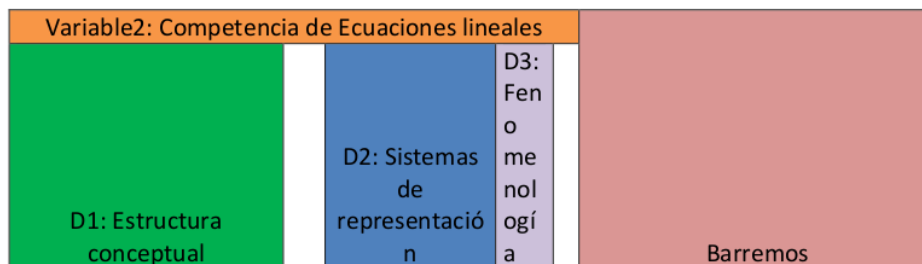 Variable2: Competencia de Ecuaciones lineales
D1: Estructura
conceptual
D2: Sistemas
de
representació
n
D3:
Fen
o
me
nol
ogí
a
Barremos